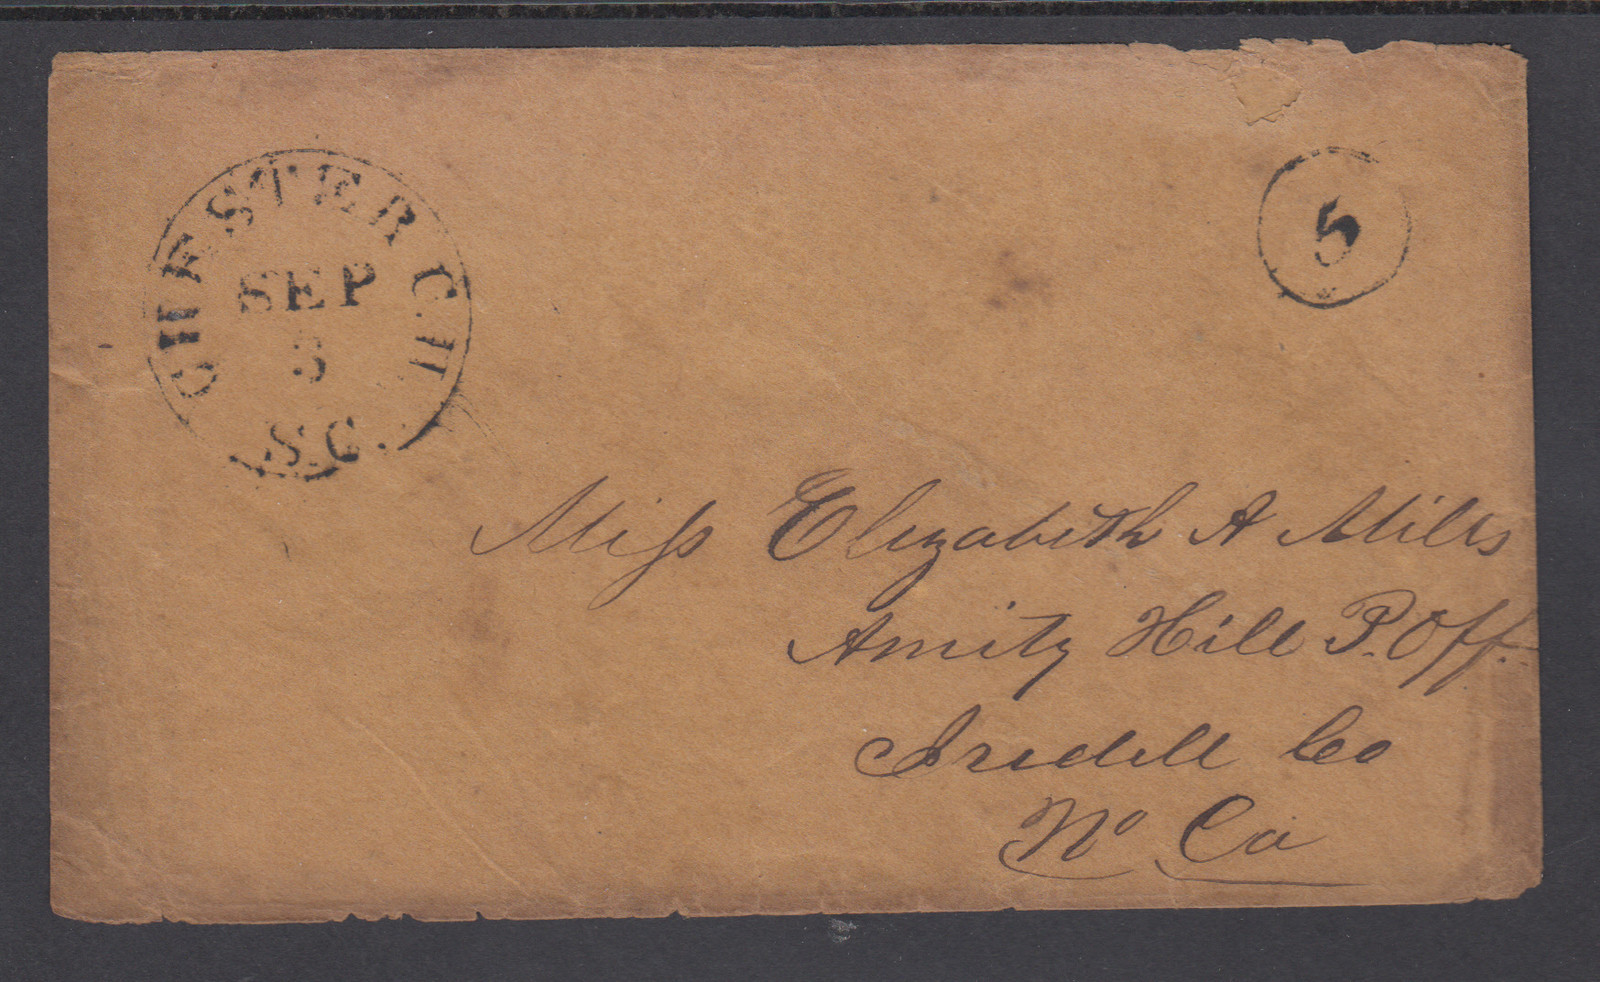 CHESTER C.H
SEP
3
S.C.
5
Miss Elizabeth A Mills
Amity Hill P. Off.
Iredell Co
No Ca